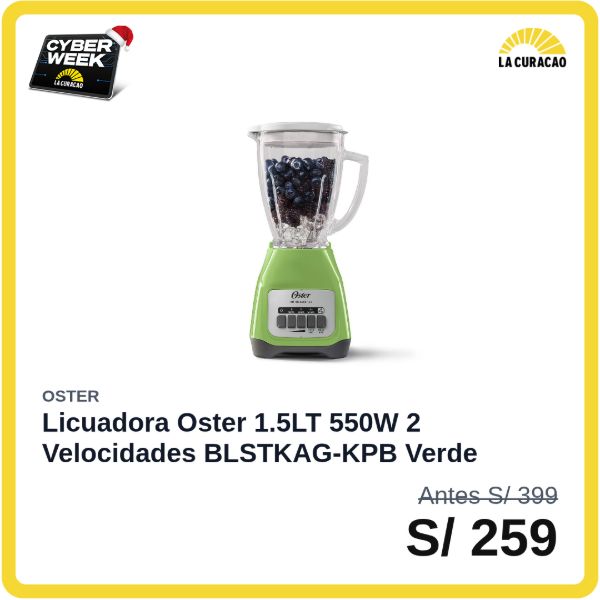 CYBER
WEEK
LA CURACAO
LA CURACAO
Oster
OSTER
Licuadora Oster 1.5LT 550W 2
Velocidades BLSTKAG-KPB Verde
Antes S/ 399
S/ 259